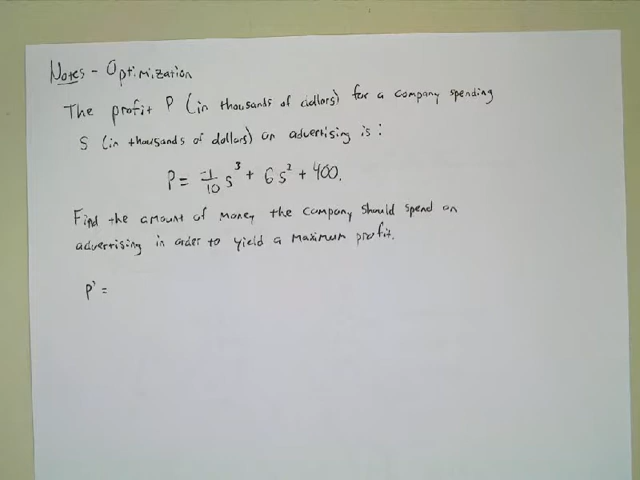 Notes - Optimization
The profit P (in thousands of dollars) for a company spending
S (in thousands of dollars) on advertising is:
P = -1/10 s³ + 6s² + 400.
Find the amount of money the company should spend on
advertising in order to yield a maximum profit.
P' =